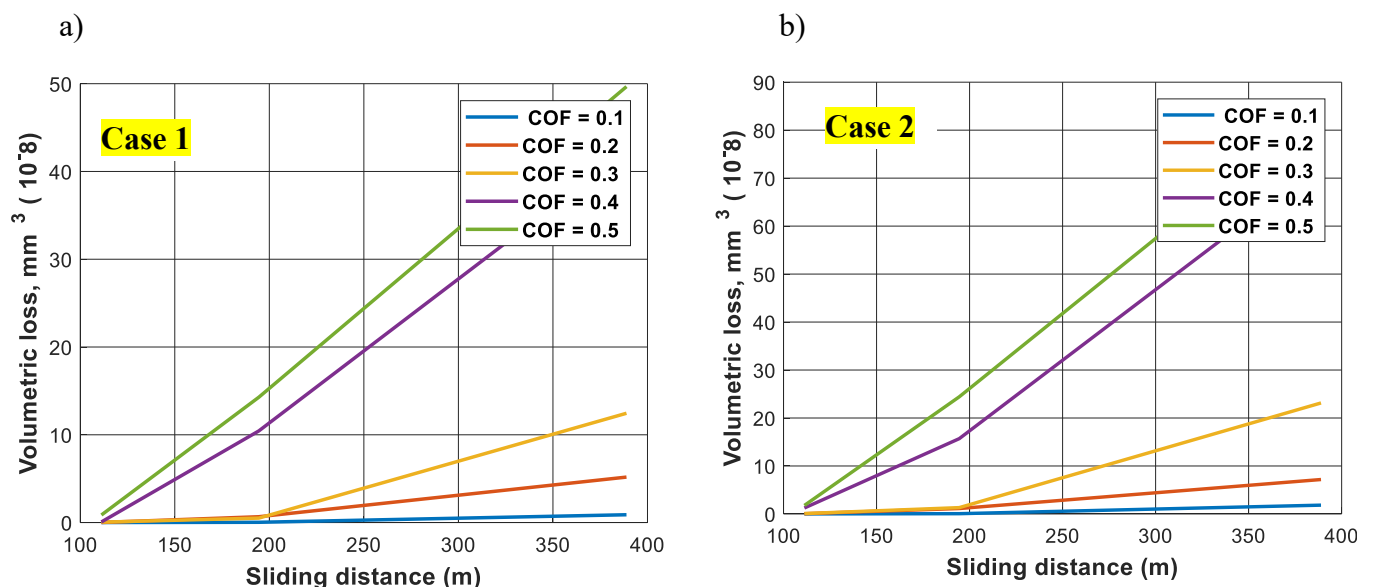 a)
50
40
30
20
10
0
Volumetric loss, mm 3 ( 10-8)
Case 1
COF = 0.1
COF = 0.2
COF = 0.3
COF = 0.4
COF = 0.5
100 150 200 250 300 350 400
Sliding distance (m)
b)
90
80
70
60
50
40
30
20
10
0
Volumetric loss, mm 3 ( 10-8)
Case 2
COF = 0.1
COF = 0.2
COF = 0.3
COF = 0.4
COF = 0.5
100 150 200 250 300 350 400
Sliding distance (m)